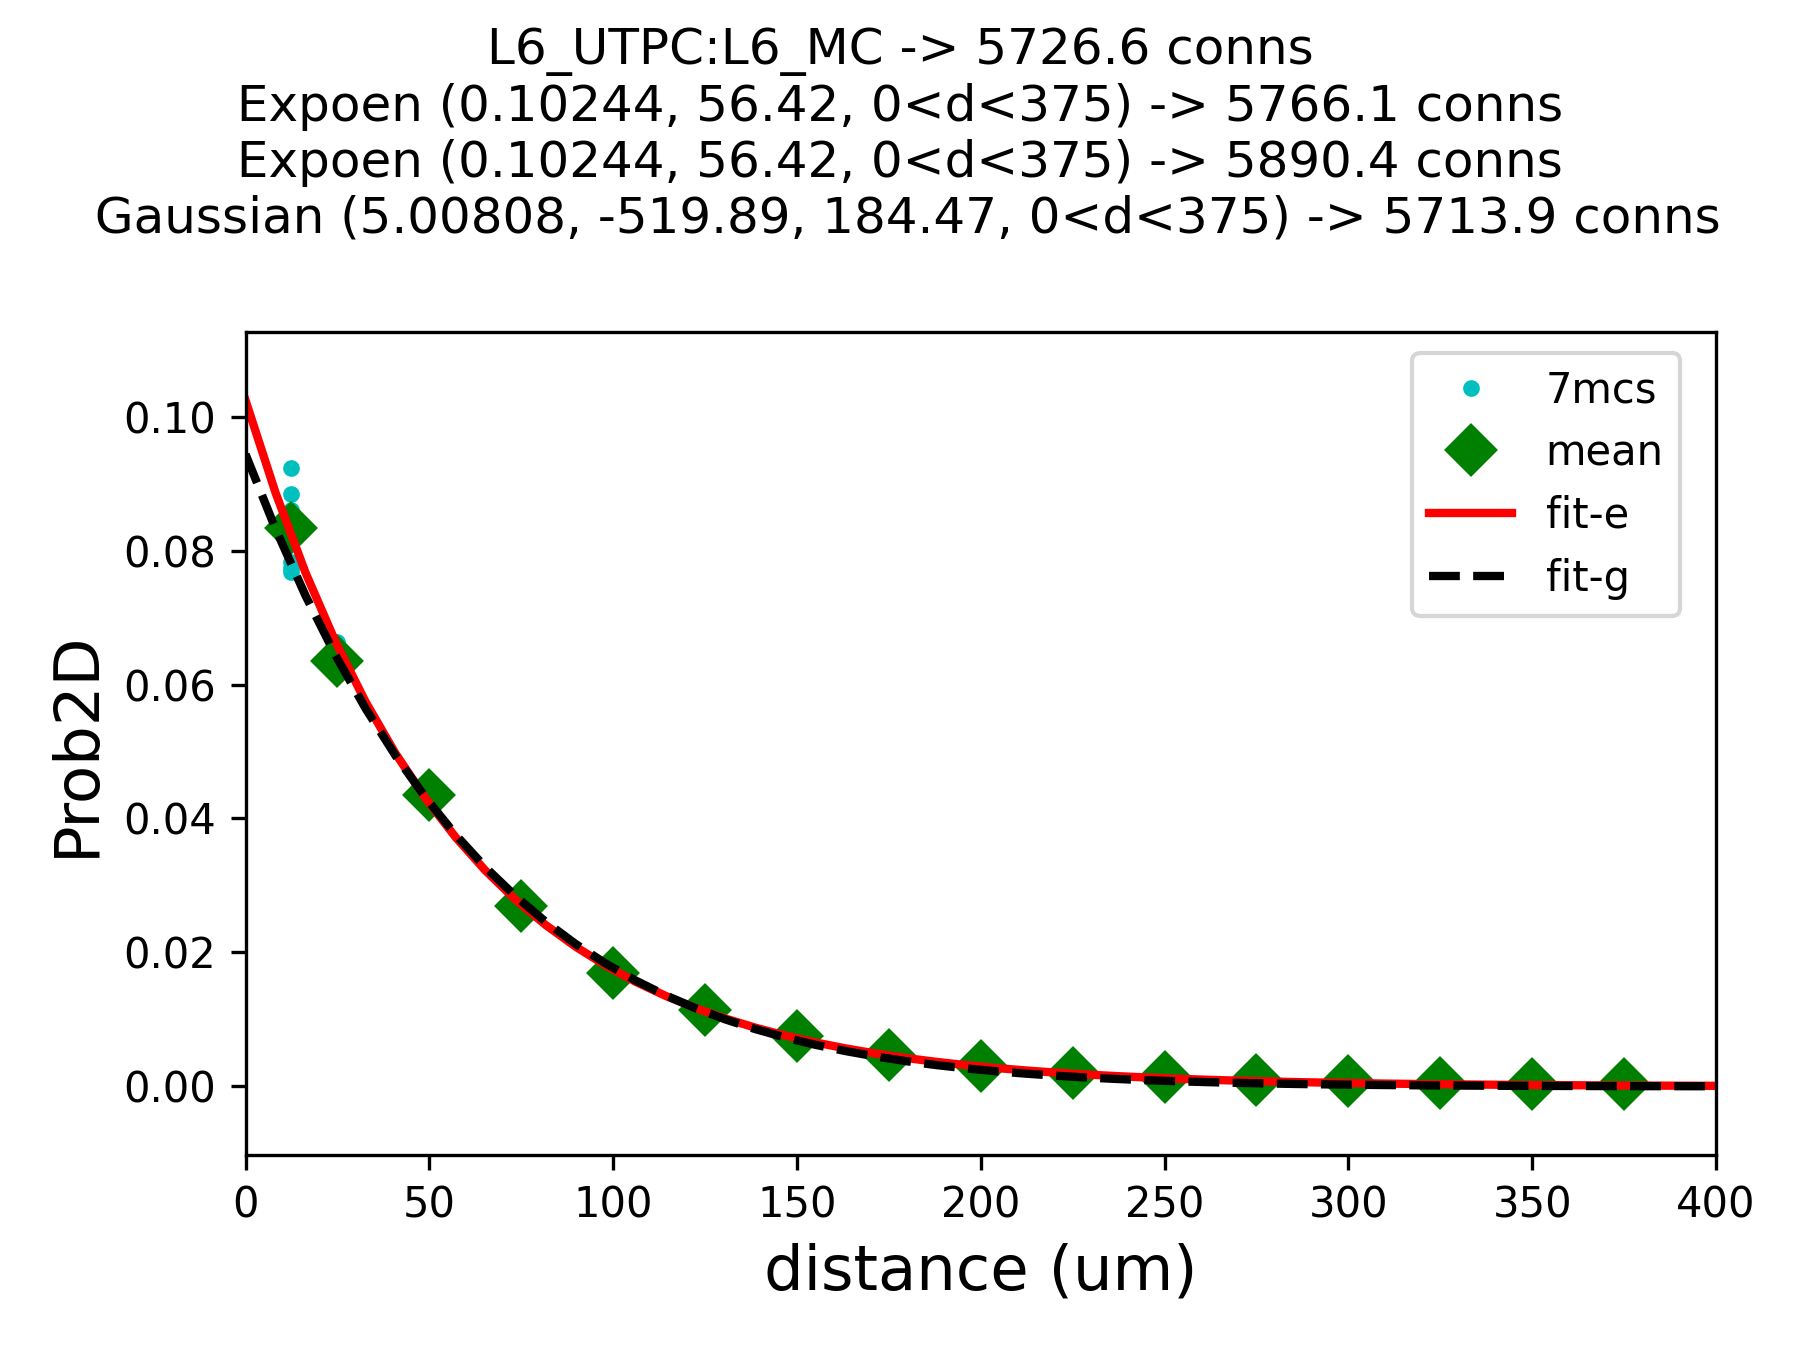 L6_UTPC:L6_MC -> 5726.6 conns
Expoen (0.10244, 56.42, 0<d<375) -> 5766.1 conns
Expoen (0.10244, 56.42, 0<d<375) -> 5890.4 conns
Gaussian (5.00808, -519.89, 184.47, 0<d<375) -> 5713.9 conns
7mcs
mean
fit-e
fit-g
Prob2D
0.10
0.08
0.06
0.04
0.02
0.00
0 50 100 150 200 250 300 350 400
distance (um)